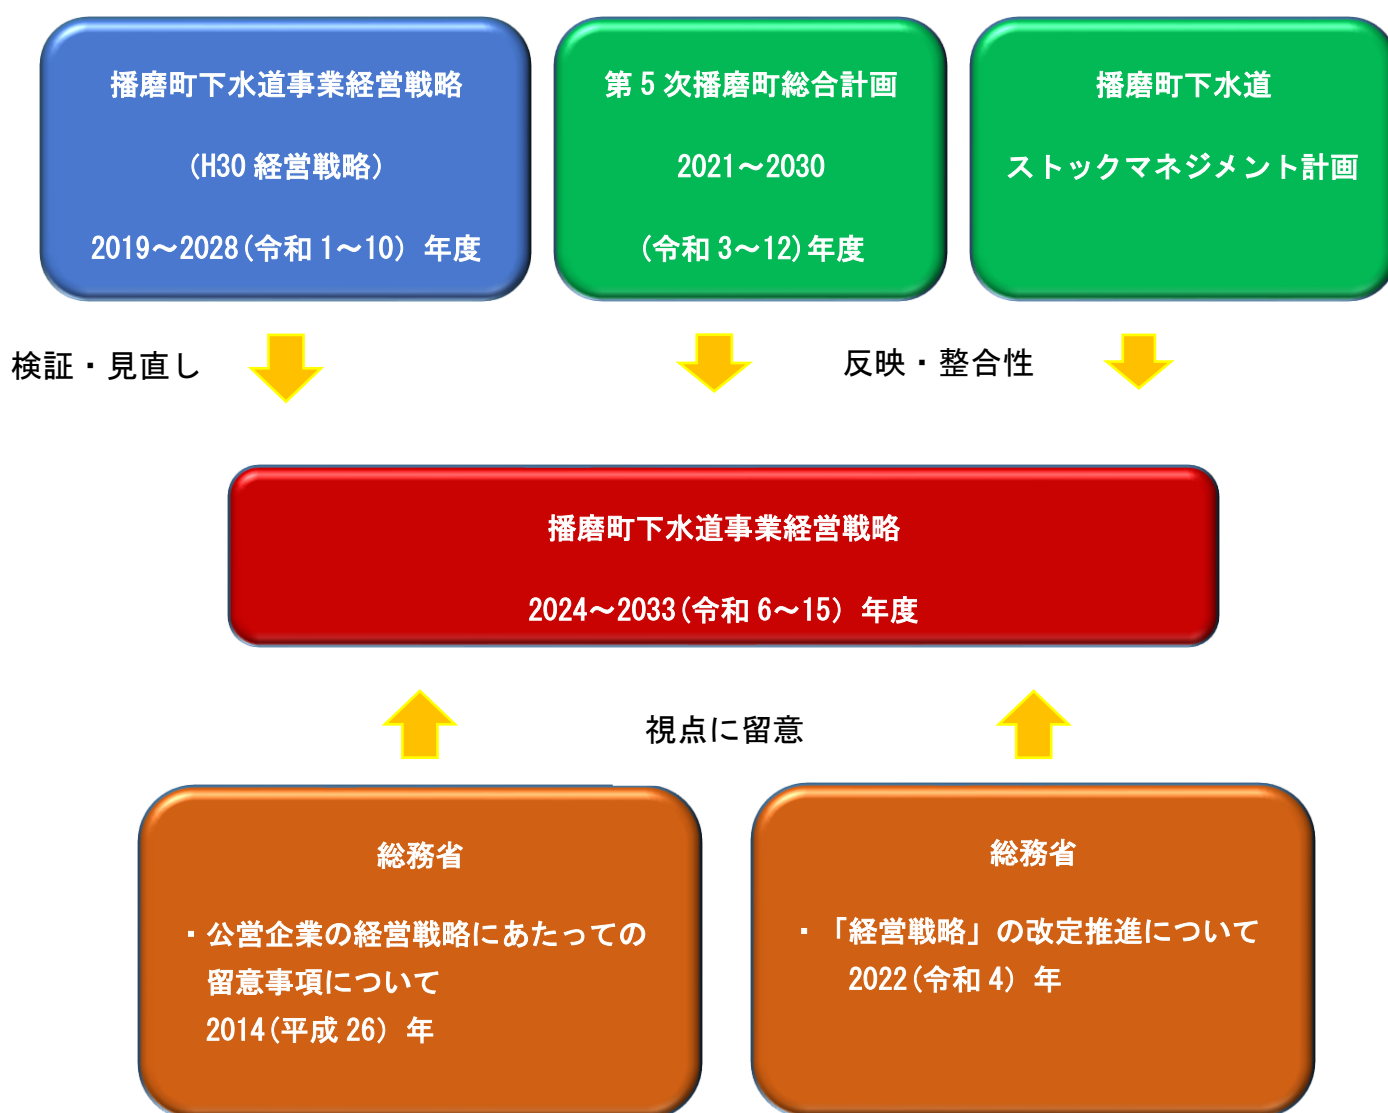 播磨町下水道事業経営戦略
(H30 経営戦略)
2019～2028(令和 1～10) 年度
第 5 次播磨町総合計画
2021～2030
(令和 3～12)年度
播磨町下水道
ストックマネジメント計画
検証・見直し
反映・整合性
播磨町下水道事業経営戦略
2024～2033(令和 6～15) 年度
視点に留意
総務省
・公営企業の経営戦略にあたっての
留意事項について
2014(平成 26) 年
総務省
・「経営戦略」の改定推進について
2022(令和 4) 年